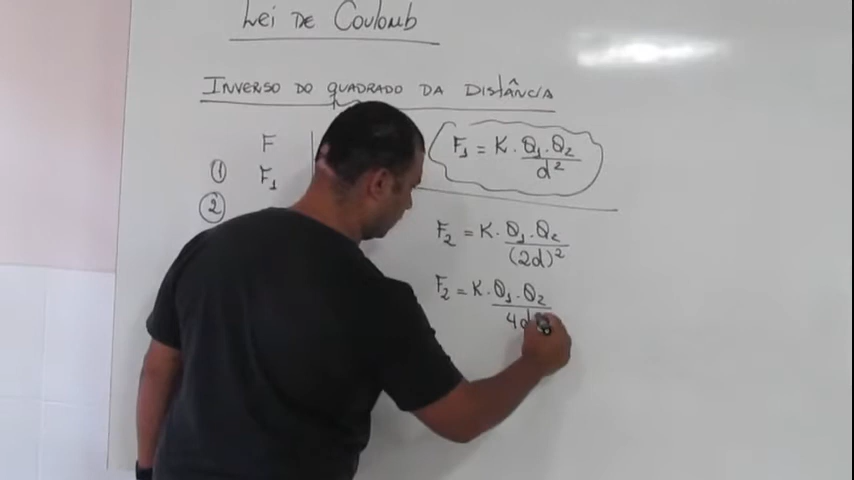 Lei DE Coulomb
INVERSO DO QUADRADO DA DISTÂNCIA
F
① F₁
F₁ = K . Q₁ . Q₂ / d²
②
F₂ = K . Q₁ . Q₂ / (2d)²
F₂ = K . Q₁ . Q₂ / 4d